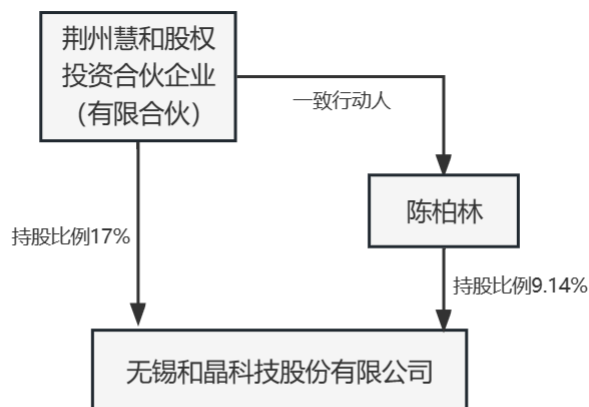 荆州慧和股权
投资合伙企业
（有限合伙）
一致行动人
陈柏林
持股比例17%
持股比例9.14%
无锡和晶科技股份有限公司